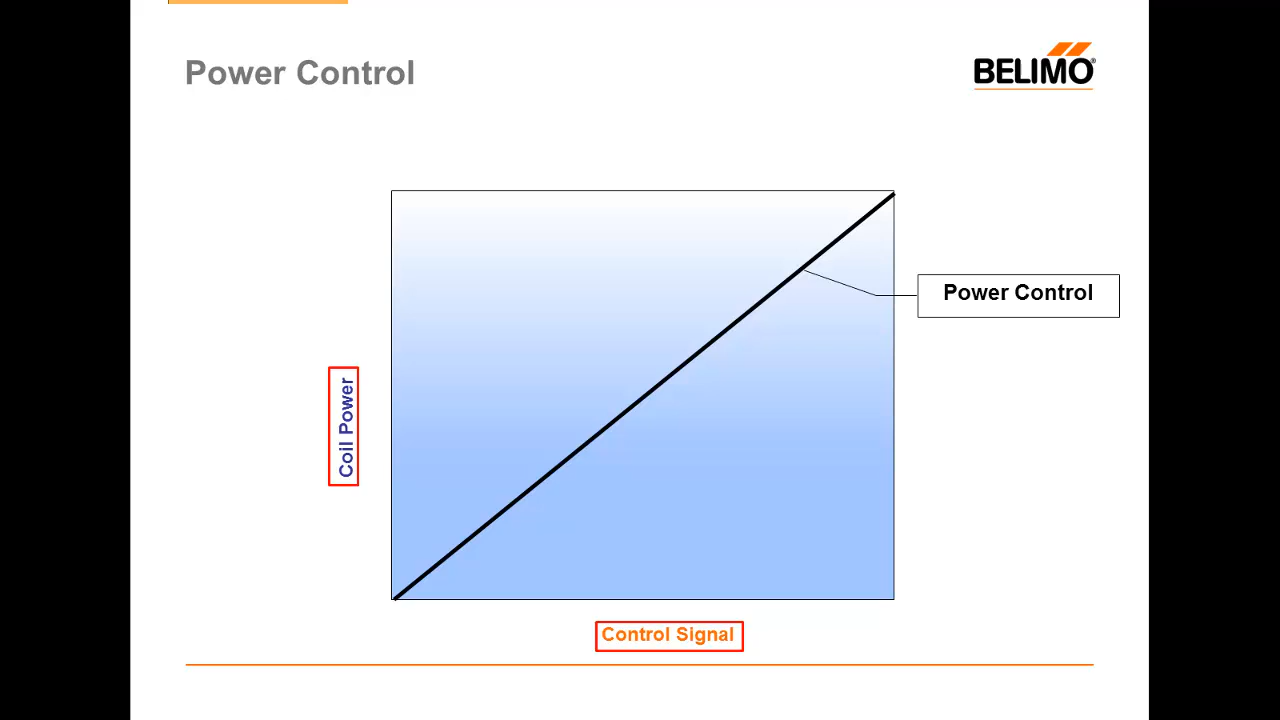 Power Control
BELIMO®
Power Control
Coil Power
Control Signal